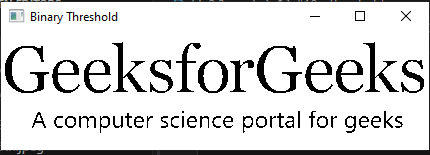 Binary Threshold
GeeksforGeeks
A computer science portal for geeks